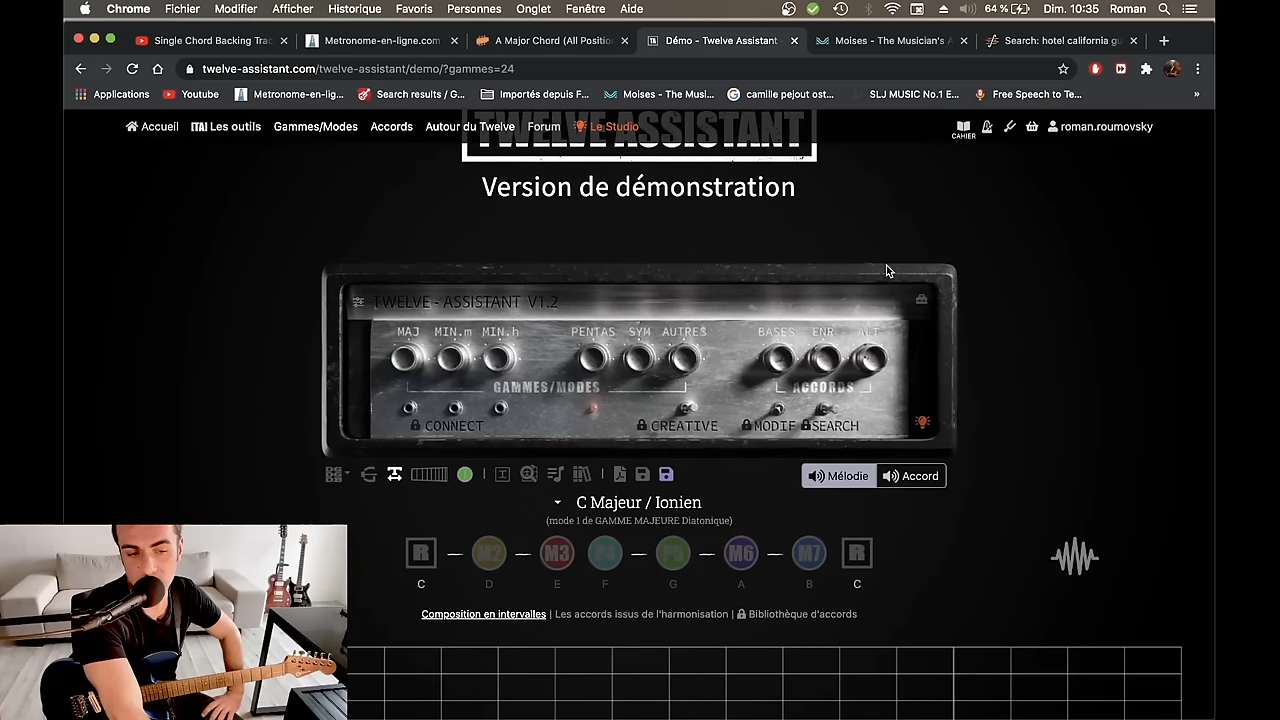 Chrome Fichier Modifier Afficher Historique Favoris Personnes Onglet Fenêtre Aide 64 % Dim. 10:35 Roman
Single Chord Backing Trac Metronome-en-ligne.com A Major Chord (All Positio Démo - Twelve Assistant Moises - The Musician's A Search: hotel california gu
twelve-assistant.com/twelve-assistant/demo/?gammes=24
Applications Youtube Metronome-en-lig... Search results / G... Importés depuis F... Moises - The Musi... camille pejout ost... SLJ MUSIC No.1 E... Free Speech to Te... »
Accueil |TA| Les outils Gammes/Modes Accords Autour du Twelve Forum Le Studio CAHIER roman.roumovsky
TWELVE ASSISTANT
Version de démonstration
TWELVE - ASSISTANT V1.2
MAJ MIN.m MIN.h PENTAS SYM AUTRES BASES ENR ALT
GAMMES/MODES ACCORDS
CONNECT CREATIVE MODIF SEARCH
Mélodie Accord
C Majeur / Ionien
(mode 1 de GAMME MAJEURE Diatonique)
R M2 M3 P4 P5 M6 M7 R
C D E F G A B C
Composition en intervalles | Les accords issus de l'harmonisation | Bibliothèque d'accords